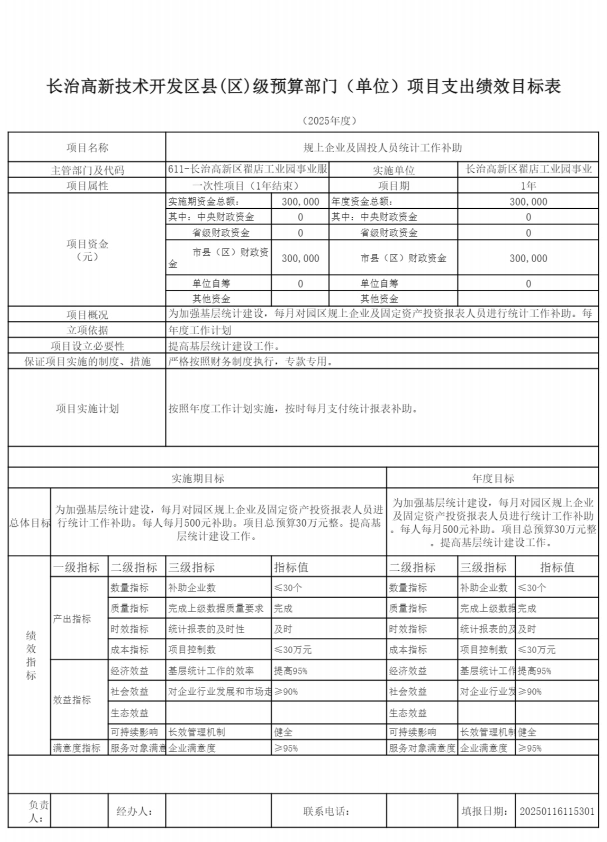 长治高新技术开发区县(区)级预算部门（单位）项目支出绩效目标表
（2025年度）
项目名称 规上企业及固投人员统计工作补助
主管部门及代码 611-长治高新区翟店工业园事业服 实施单位 长治高新区翟店工业园事业
项目属性 一次性项目（1年结束） 项目期 1年
项目资金（元）
实施期资金总额： 300,000 年度资金总额： 300,000
其中：中央财政资金 0 其中：中央财政资金 0
省级财政资金 0 省级财政资金 0
市县（区）财政资金 300,000 市县（区）财政资金 300,000
单位自筹 0 单位自筹 0
其他资金 其他资金
项目概况 为加强基层统计建设，每月对园区规上企业及固定资产投资报表人员进行统计工作补助。每
立项依据 年度工作计划
项目设立必要性 提高基层统计建设工作。
保证项目实施的制度、措施 严格按照财务制度执行，专款专用。
项目实施计划 按照年度工作计划实施，按时每月支付统计报表补助。
实施期目标 年度目标
总体目标
为加强基层统计建设，每月对园区规上企业及固定资产投资报表人员进
行统计工作补助。每人每月500元补助。项目总预算30万元整。提高基
层统计建设工作。
为加强基层统计建设，每月对园区规上企业
及固定资产投资报表人员进行统计工作补助
。每人每月500元补助。项目总预算30万元整
。提高基层统计建设工作。
绩效指标
一级指标 二级指标 三级指标 指标值 二级指标 三级指标 指标值
产出指标
数量指标 补助企业数 ≤30个 数量指标 补助企业数 ≤30个
质量指标 完成上级数据质量要求 完成 质量指标 完成上级数据 完成
时效指标 统计报表的及时性 及时 时效指标 统计报表的及 及时
成本指标 项目控制数 ≤30万元 成本指标 项目控制数 ≤30万元
效益指标
经济效益 基层统计工作的效率 提高95% 经济效益 基层统计工作 提高95%
社会效益 对企业行业发展和市场走 ≥90% 社会效益 对企业行业发 ≥90%
生态效益 生态效益
可持续影响 长效管理机制 健全 可持续影响 长效管理机制 健全
满意度指标 服务对象满意 企业满意度 ≥95% 服务对象满意度 企业满意度 ≥95%
负责人： 经办人： 联系电话： 填报日期： 20250116115301